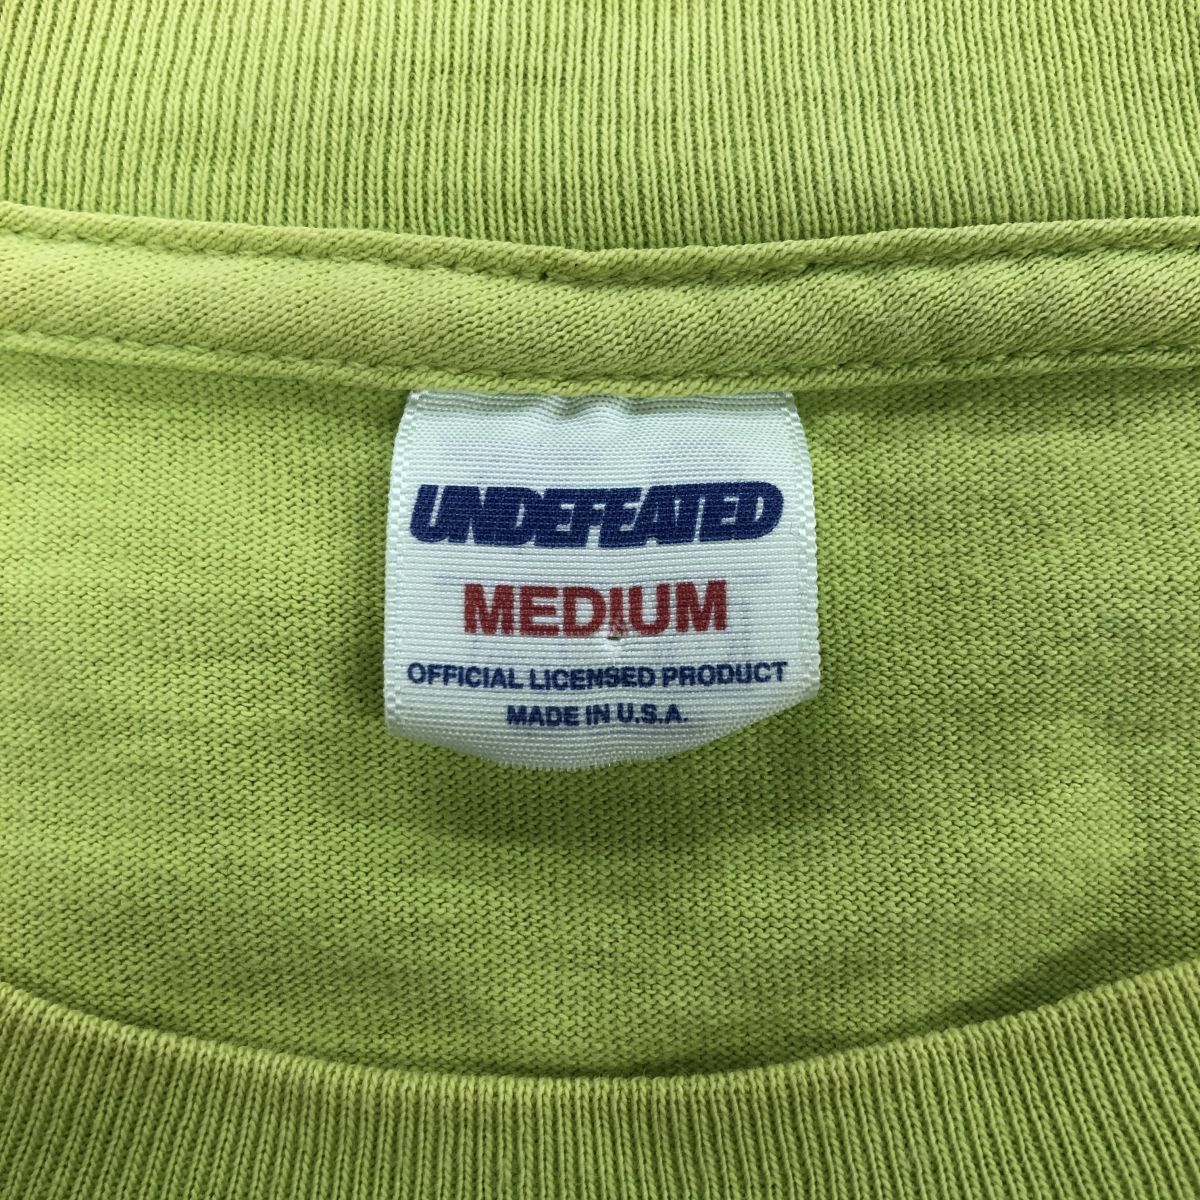 UNDEFEATED
MEDIUM
OFFICIAL LICENSED PRODUCT
MADE IN U.S.A.